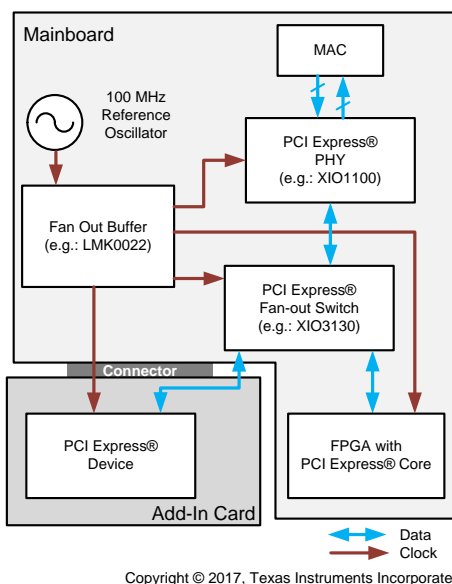 Mainboard
MAC
100 MHz
Reference
Oscillator
PCI Express®
PHY
(e.g.: XIO1100)
Fan Out Buffer
(e.g.: LMK0022)
PCI Express®
Fan-out Switch
(e.g.: XIO3130)
Connector
PCI Express®
Device
FPGA with
PCI Express® Core
Add-In Card
Data
Clock
Copyright © 2017, Texas Instruments Incorporate